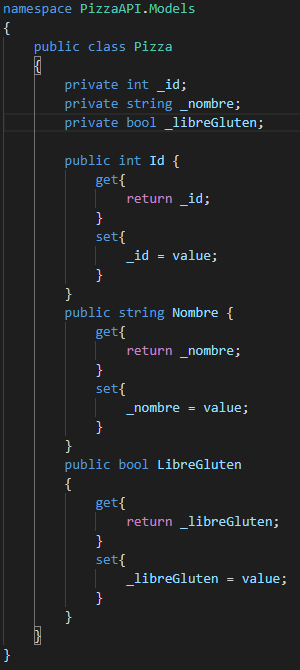 namespace PizzaAPI.Models
{
    public class Pizza
    {
        private int _id;
        private string _nombre;
        private bool _libreGluten;

        public int Id {
            get{
                return _id;
            }
            set{
                _id = value;
            }
        }
        public string Nombre {
            get{
                return _nombre;
            }
            set{
                _nombre = value;
            }
        }
        public bool LibreGluten
        {
            get{
                return _libreGluten;
            }
            set{
                _libreGluten = value;
            }
        }
    }
}